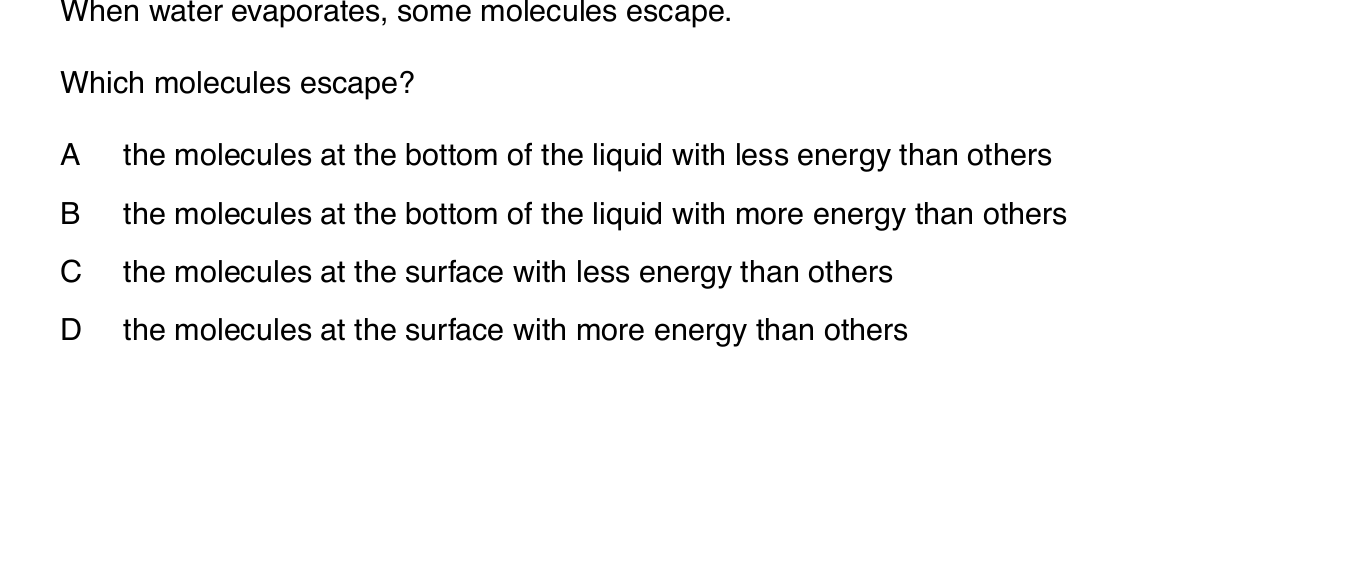 When water evaporates, some molecules escape.
Which molecules escape?
A the molecules at the bottom of the liquid with less energy than others
B the molecules at the bottom of the liquid with more energy than others
C the molecules at the surface with less energy than others
D the molecules at the surface with more energy than others